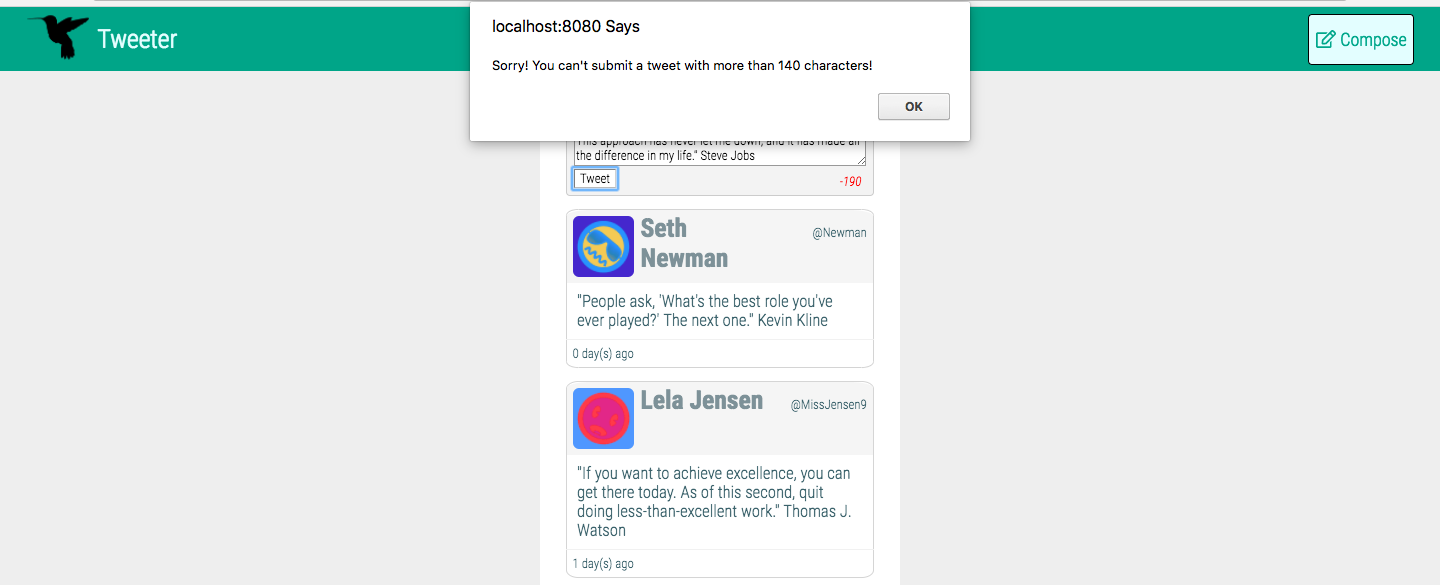 localhost:8080 Says
Tweeter
Compose
Sorry! You can't submit a tweet with more than 140 characters!
OK
This approach has never let me down, and it has made all
the difference in my life." Steve Jobs
Tweet
-190
Seth
Newman
@Newman
"People ask, 'What's the best role you've
ever played?' The next one." Kevin Kline
0 day(s) ago
Lela Jensen
@MissJensen9
"If you want to achieve excellence, you can
get there today. As of this second, quit
doing less-than-excellent work." Thomas J.
Watson
1 day(s) ago